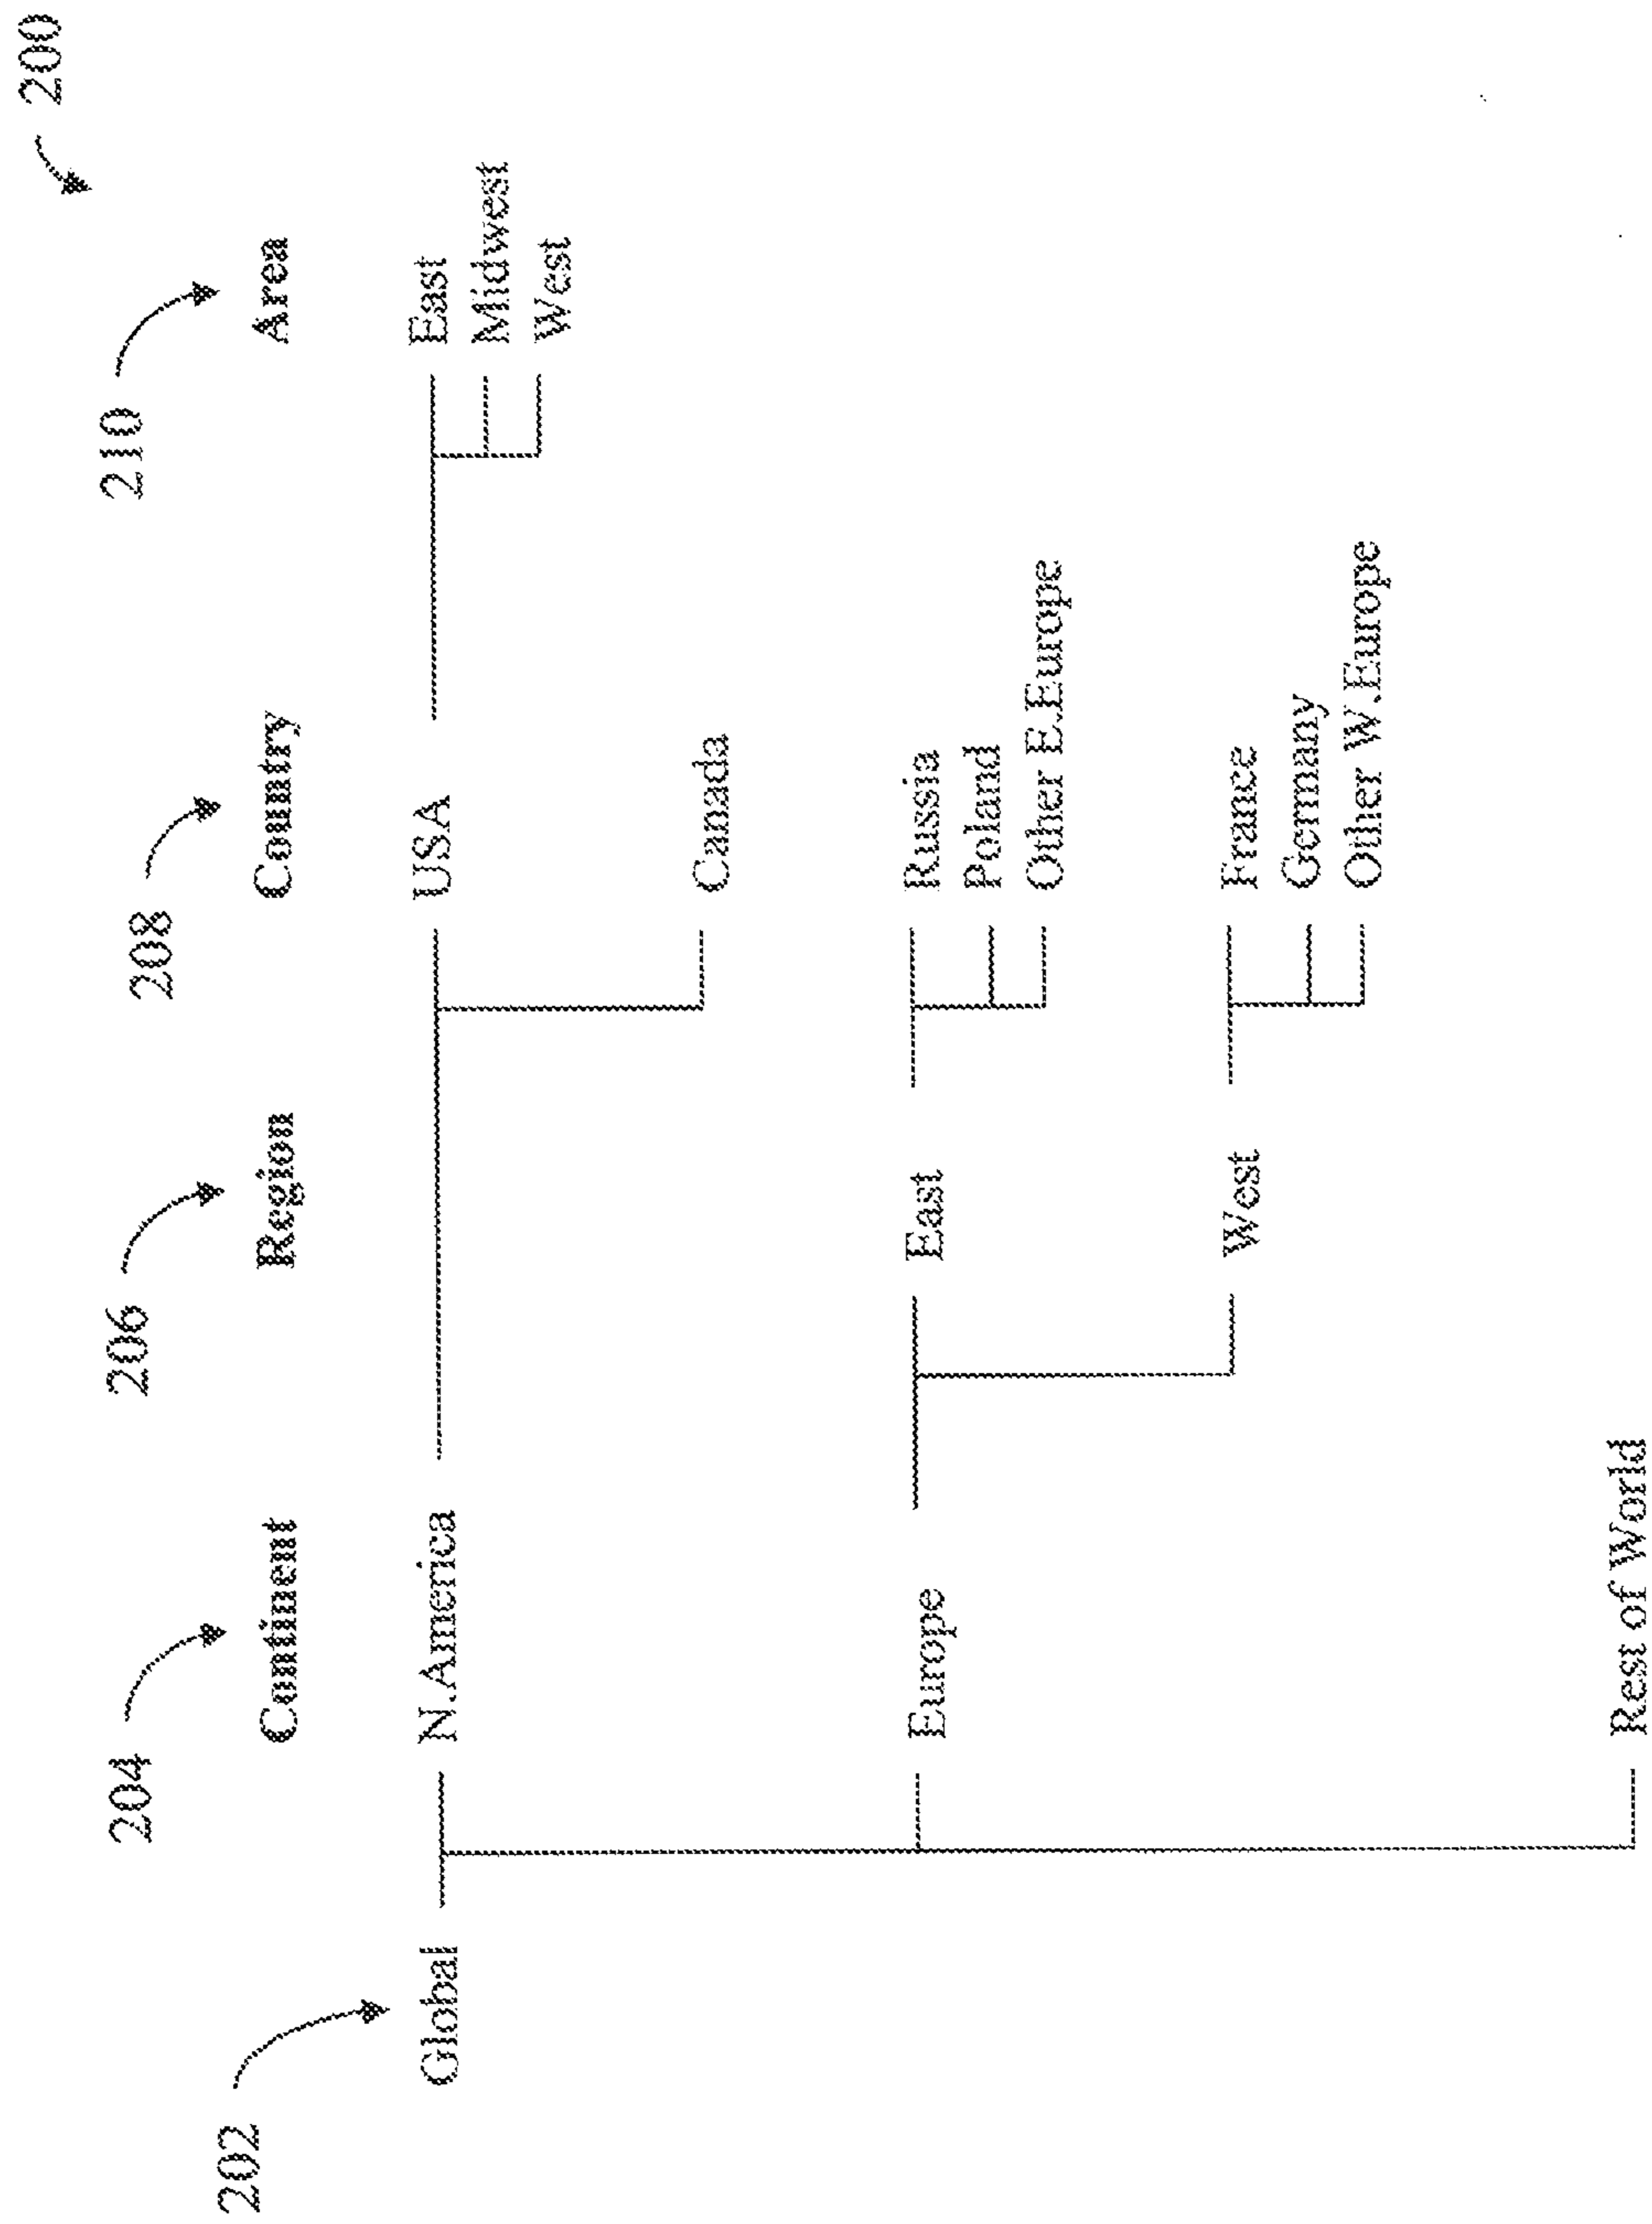 200
202
204
206
208
210
Continent
Region
Country
Area
Global
N.America
USA
East
Midwest
West
Canada
Europe
East
Russia
Poland
Other E.Europe
West
France
Germany
Other W.Europe
Rest of World